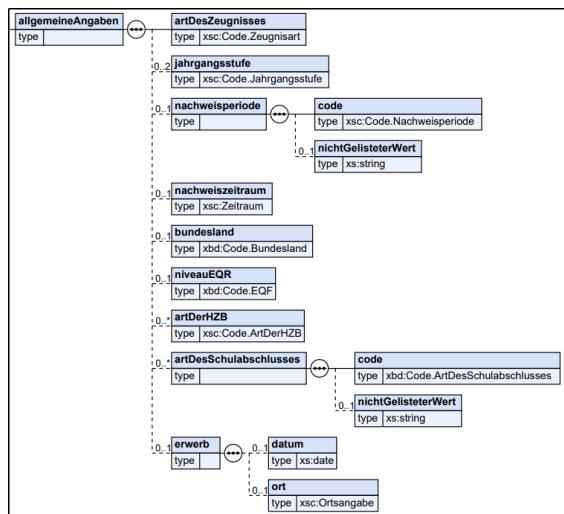 allgemeineAngaben
type
artDesZeugnisses
type xsc:Code.Zeugnisart
0..2
jahrgangsstufe
type xsc:Code.Jahrgangsstufe
0..1
nachweisperiode
type
code
type xsc:Code.Nachweisperiode
0..1
nichtGelisteterWert
type xs:string
0..1
nachweiszeitraum
type xsc:Zeitraum
0..1
bundesland
type xbd:Code.Bundesland
0..1
niveauEQR
type xbd:Code.EQF
0..*
artDerHZB
type xsc:Code.ArtDerHZB
0..*
artDesSchulabschlusses
type
code
type xbd:Code.ArtDesSchulabschlusses
0..1
nichtGelisteterWert
type xs:string
0..1
erwerb
type
0..1
datum
type xs:date
0..1
ort
type xsc:Ortsangabe